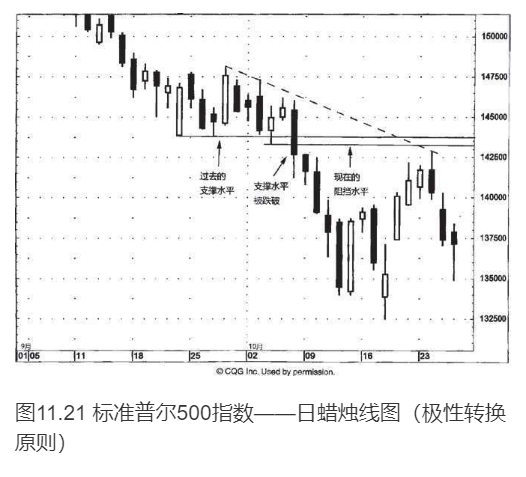 160000
147500
145000
142500
140000
137500
135000
132500
过去的
支撑水平
支撑水平
被跌破
现在的
阻挡水平
9月
10月
01 05 11 18 25 02 09 16 23
© CQG Inc. Used by permission.
图11.21 标准普尔500指数——日蜡烛线图（极性转换
原则）